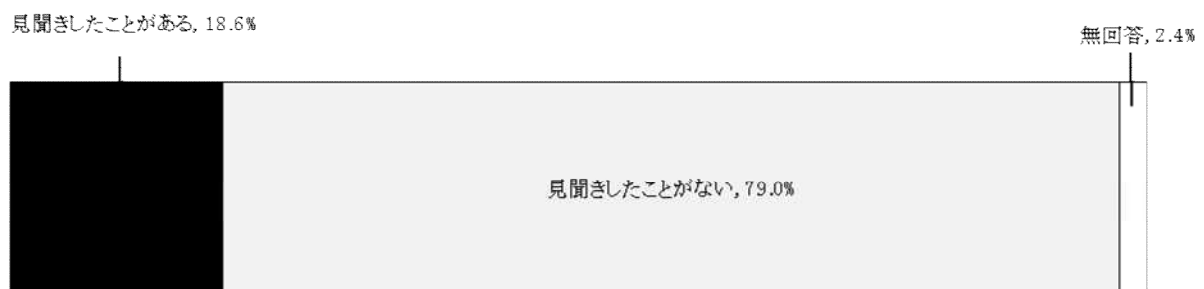 見聞きしたことがある, 18.6%
無回答, 2.4%
見聞きしたことがない, 79.0%